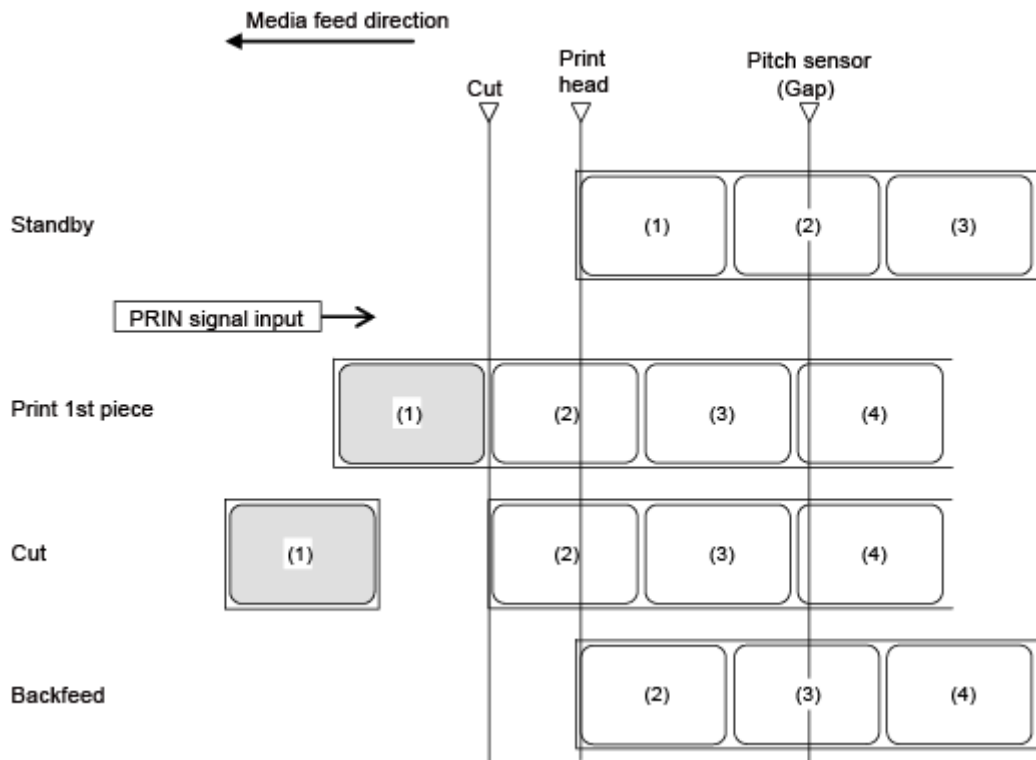 Media feed direction
Cut
Print
head
Pitch sensor
(Gap)
Standby
(1)
(2)
(3)
PRIN signal input
Print 1st piece
(1)
(2)
(3)
(4)
Cut
(1)
(2)
(3)
(4)
Backfeed
(2)
(3)
(4)